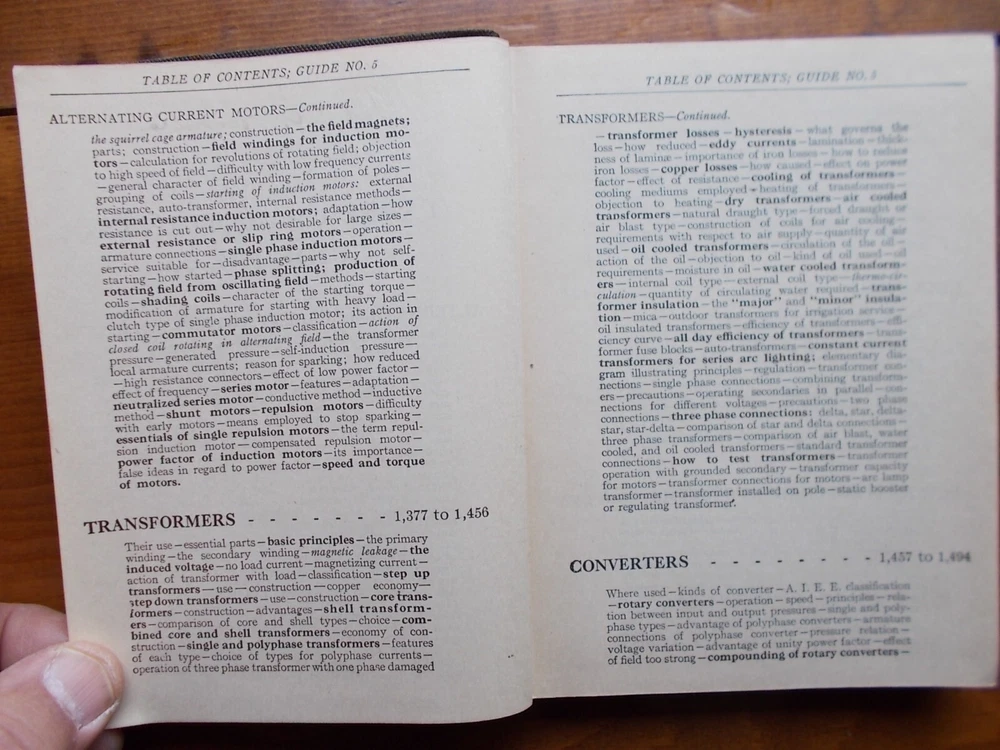 TABLE OF CONTENTS; GUIDE NO. 5
ALTERNATING CURRENT MOTORS—Continued.
the squirrel cage armature; construction—the field magnets;
parts; construction—field windings for induction mo-
tors—calculation for revolutions of rotating field; objection
to high speed of field—difficulty with low frequency currents
—general character of field winding—formation of poles—
grouping of coils—starting of induction motors: external
resistance, auto-transformer, internal resistance methods—
internal resistance induction motors; adaptation—how
resistance is cut out—why not desirable for large sizes—
external resistance or slip ring motors—operation—
armature connections—single phase induction motors—
service suitable for—disadvantage—parts—why not self-
starting—how started—phase splitting; production of
rotating field from oscillating field—methods—starting
coils—shading coils—character of the starting torque—
modification of armature for starting with heavy load—
clutch type of single phase induction motor; its action in
starting—commutator motors—classification—action of
closed coil rotating in alternating field—the transformer
pressure—generated pressure—self-induction pressure—
local armature currents; reason for sparking; how reduced
—high resistance connectors—effect of low power factor—
effect of frequency—series motor—features—adaptation—
neutralized series motor—conductive method—inductive
method—shunt motors—repulsion motors—difficulty
with early motors—means employed to stop sparking—
essentials of single repulsion motors—the term repul-
sion induction motor—compensated repulsion motor—
power factor of induction motors—its importance—
false ideas in regard to power factor—speed and torque
of motors.
TRANSFORMERS - - - - - - - 1,377 to 1,456
Their use—essential parts—basic principles—the primary
winding—the secondary winding—magnetic leakage—the
induced voltage—no load current—magnetizing current—
action of transformer with load—classification—step up
transformers—use—construction—copper economy—
step down transformers—use—construction—core trans-
formers—construction—advantages—shell transform-
ers—comparison of core and shell types—choice—com-
bined core and shell transformers—economy of con-
struction—single and polyphase transformers—features
of each type—choice of types for polyphase currents—
operation of three phase transformer with one phase damaged
TABLE OF CONTENTS; GUIDE NO. 5
TRANSFORMERS—Continued.
—transformer losses—hysteresis—what governs the
loss—how reduced—eddy currents—lamination—thick-
ness of laminæ—importance of iron losses—how to reduce
iron losses—copper losses—how caused—effect on power
factor—effect of resistance—cooling of transformers—
cooling mediums employed—heating of transformers—
objection to heating—dry transformers—air cooled
transformers—natural draught type—forced draught or
air blast type—construction of coils for air cooling—
requirements with respect to air supply—quantity of air
used—oil cooled transformers—circulation of the oil—
action of the oil—objection to oil—kind of oil used—oil
requirements—moisture in oil—water cooled transform-
ers—internal coil type—external coil type—thermo-cir-
culation—quantity of circulating water required—trans-
former insulation—the "major" and "minor" insula-
tion—mica—outdoor transformers for irrigation service—
oil insulated transformers—efficiency of transformers—effi-
ciency curve—all day efficiency of transformers—trans-
former fuse blocks—auto-transformers—constant current
transformers for series arc lighting; elementary dia-
gram illustrating principles—regulation—transformer con-
nections—single phase connections—combining transform-
ers—precautions—operating secondaries in parallel—con-
nections for different voltages—precautions—two phase
connections—three phase connections: delta, star, delta-
star, star-delta—comparison of star and delta connections—
three phase transformers—comparison of air blast, water
cooled, and oil cooled transformers—standard transformer
connections—how to test transformers—transformer
operation with grounded secondary—transformer capacity
for motors—transformer connections for motors—arc lamp
transformer—transformer installed on pole—static booster
or regulating transformer.
CONVERTERS - - - - - - - - 1,457 to 1,494
Where used—kinds of converter—A. I. E. E. classification
—rotary converters—operation—speed—principles—rela-
tion between input and output pressures—single and poly-
phase types—advantage of polyphase converters—armature
connections of polyphase converter—pressure relation—
voltage variation—advantage of unity power factor—effect
of field too strong—compounding of rotary converters—